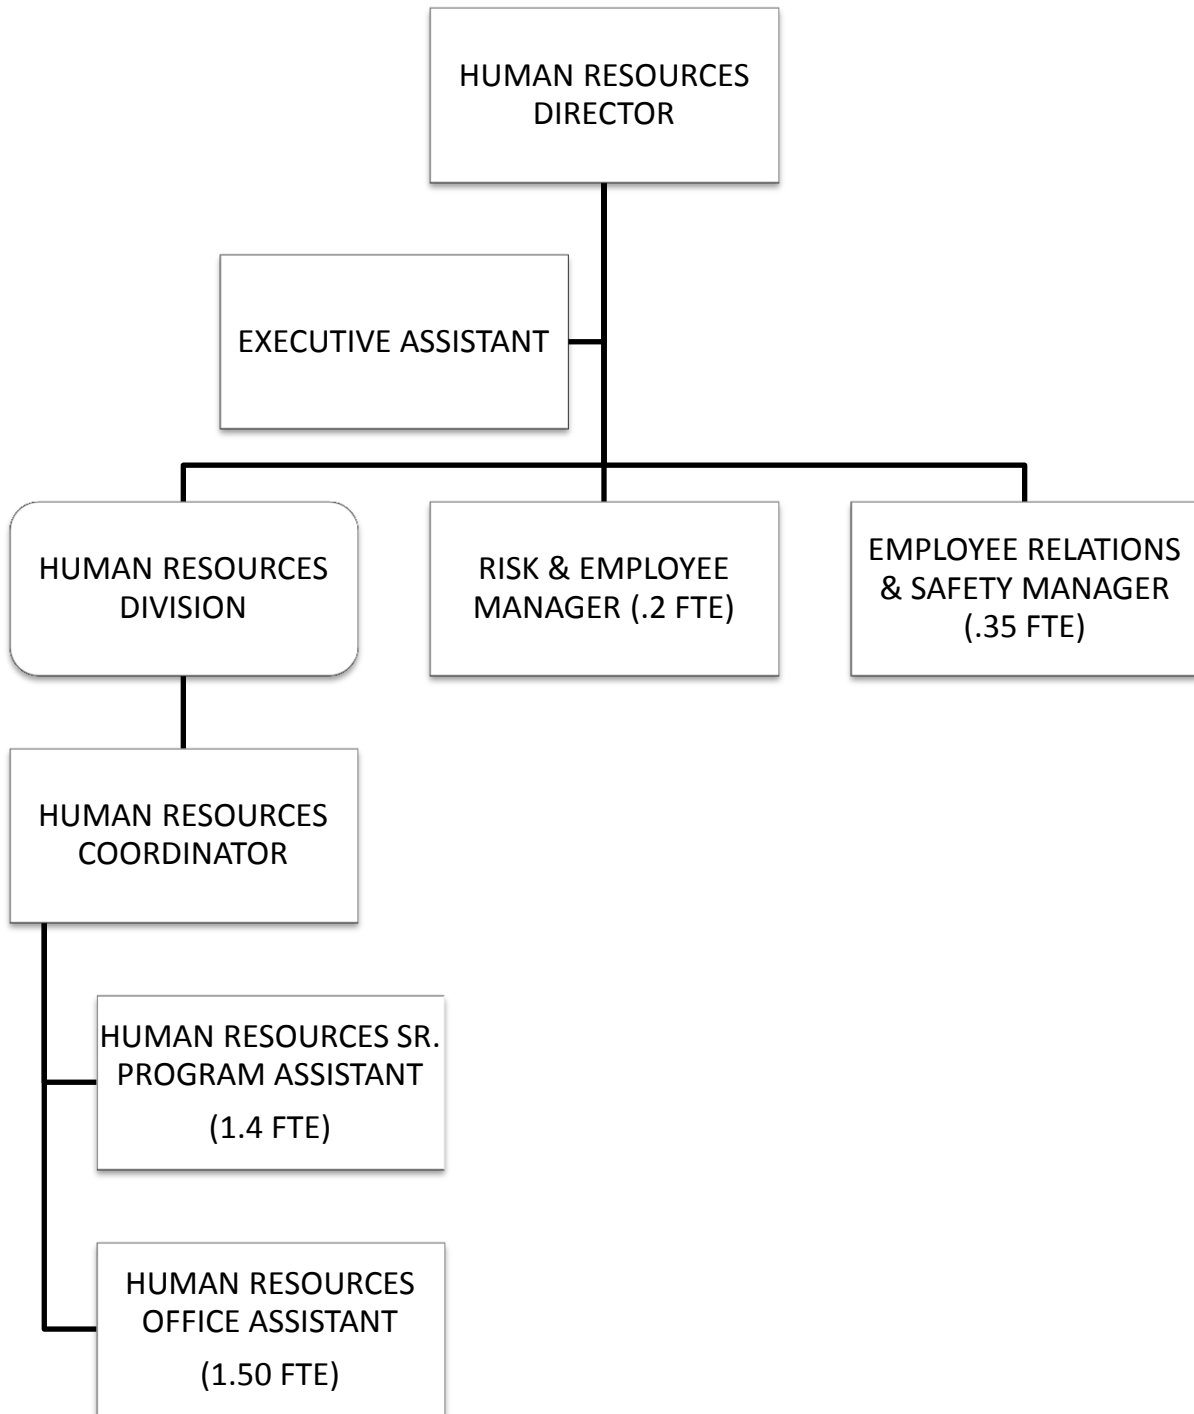 HUMAN RESOURCES
DIRECTOR
EXECUTIVE ASSISTANT
HUMAN RESOURCES
DIVISION
RISK & EMPLOYEE
MANAGER (.2 FTE)
EMPLOYEE RELATIONS
& SAFETY MANAGER
(.35 FTE)
HUMAN RESOURCES
COORDINATOR
HUMAN RESOURCES SR.
PROGRAM ASSISTANT
(1.4 FTE)
HUMAN RESOURCES
OFFICE ASSISTANT
(1.50 FTE)